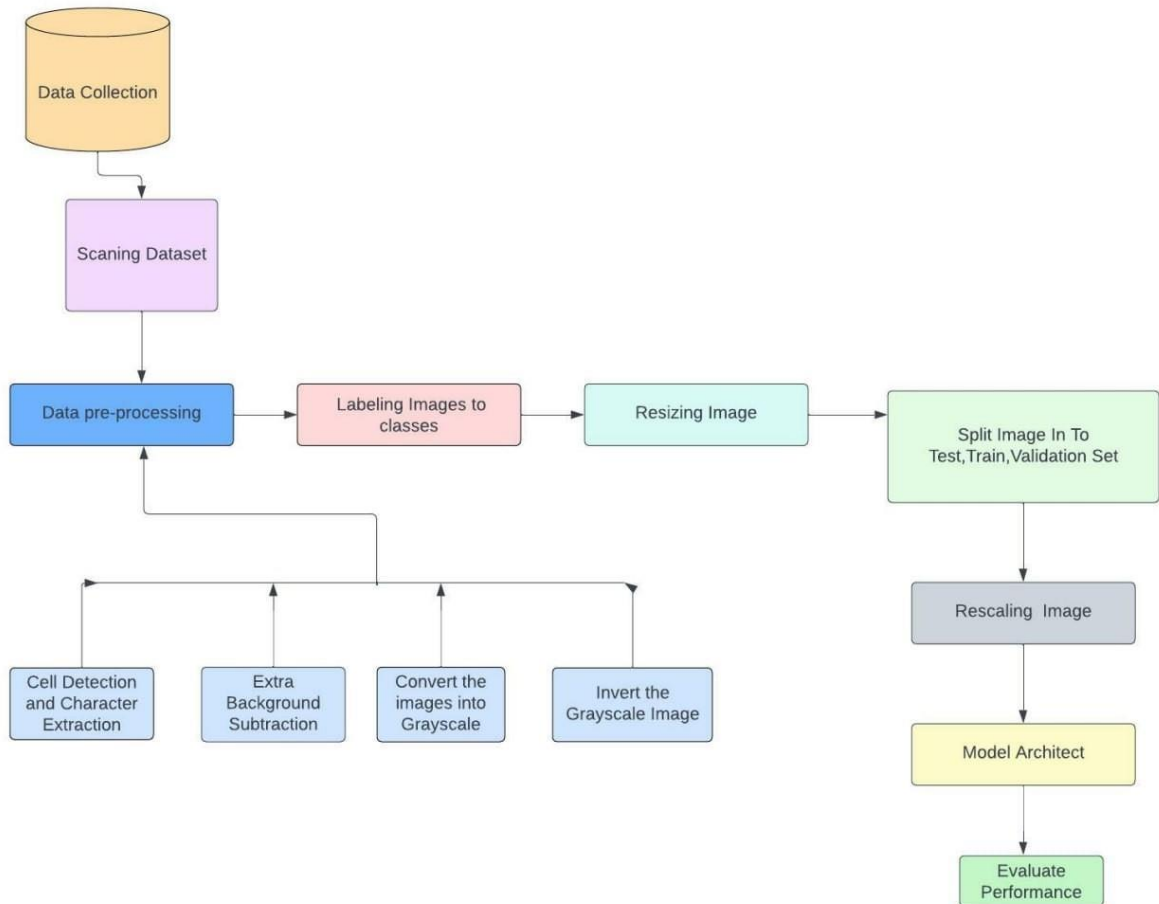 Data Collection
Scaning Dataset
Data pre-processing
Labeling Images to
classes
Resizing Image
Split Image In To
Test,Train,Validation Set
Rescaling Image
Model Architect
Evaluate
Performance
Cell Detection
and Character
Extraction
Extra
Background
Subtraction
Convert the
images into
Grayscale
Invert the
Grayscale Image